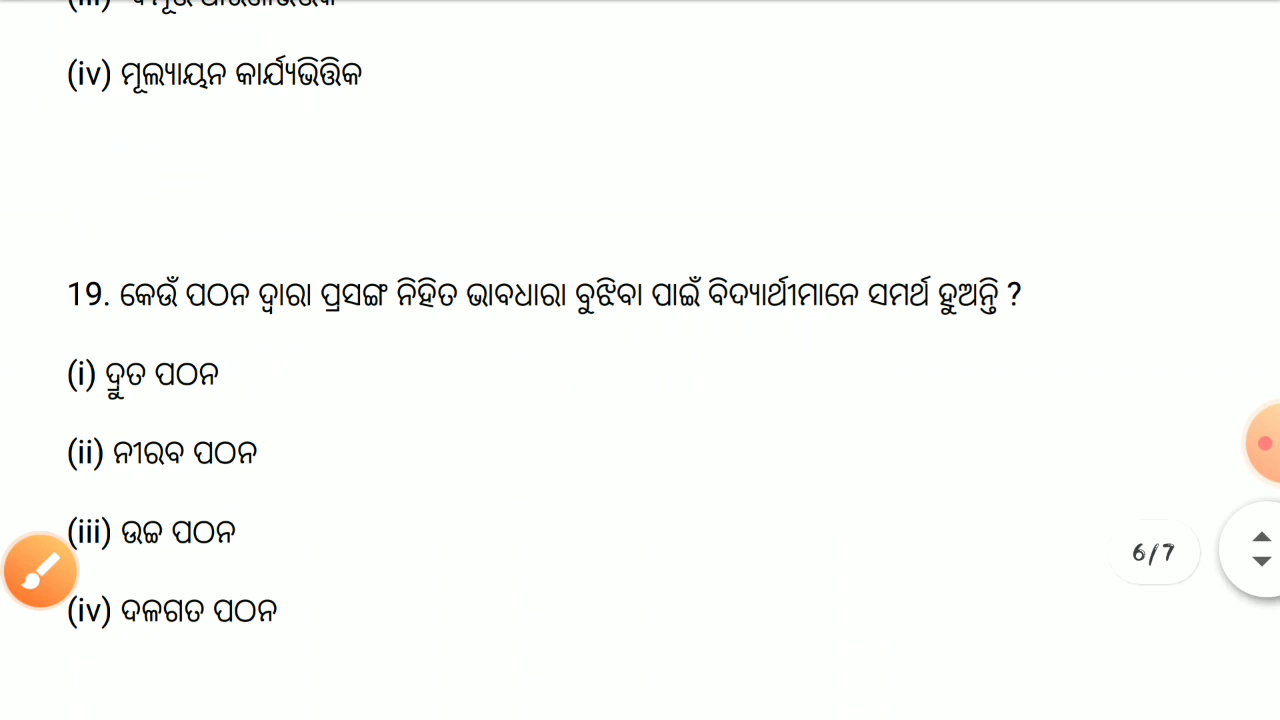 (iv) ମୂଲ୍ୟାୟନ କାର୍ଯ୍ୟଭିତ୍ତିକ
19. କେଉଁ ପଠନ ଦ୍ୱାରା ପ୍ରସଙ୍ଗ ନିହିତ ଭାବଧାରା ବୁଝିବା ପାଇଁ ବିଦ୍ୟାର୍ଥୀମାନେ ସମର୍ଥ ହୁଅନ୍ତି ?
(i) ଦ୍ରୁତ ପଠନ
(ii) ନୀରବ ପଠନ
(iii) ଉଚ୍ଚ ପଠନ
6/7
(iv) ଦଳଗତ ପଠନ